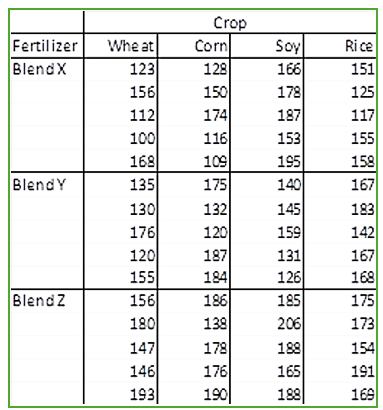 Crop
Fertilizer Wheat Corn Soy Rice
Blend X 123 128 166 151
156 150 178 125
112 174 187 117
100 116 153 155
168 109 195 158
Blend Y 135 175 140 167
130 132 145 183
176 120 159 142
120 187 131 167
155 184 126 168
Blend Z 156 186 185 175
180 138 206 173
147 178 188 154
146 176 165 191
193 190 188 169